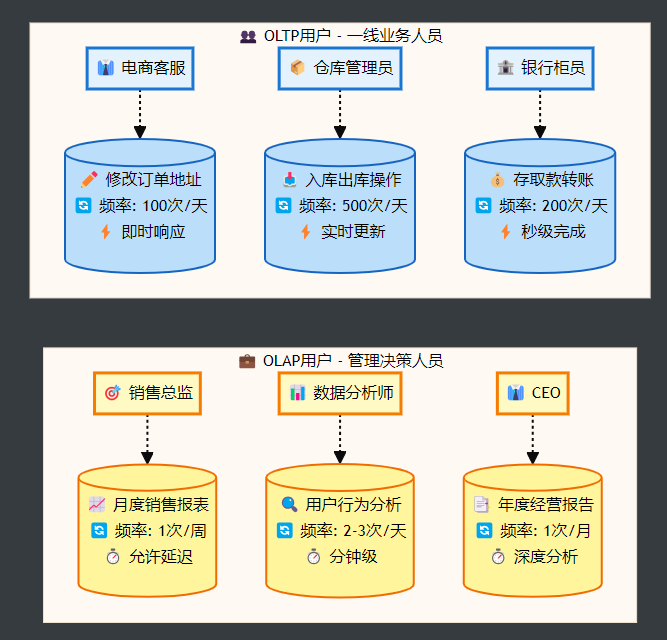 👥 OLTP用户 - 一线业务人员
👔 电商客服
📦 仓库管理员
🏦 银行柜员
✏️ 修改订单地址
🔄 频率: 100次/天
⚡ 即时响应
📥 入库出库操作
🔄 频率: 500次/天
⚡ 实时更新
💰 存取款转账
🔄 频率: 200次/天
⚡ 秒级完成
💼 OLAP用户 - 管理决策人员
🎯 销售总监
📊 数据分析师
👔 CEO
📈 月度销售报表
🔄 频率: 1次/周
⏱️ 允许延迟
🔍 用户行为分析
🔄 频率: 2-3次/天
⏱️ 分钟级
📑 年度经营报告
🔄 频率: 1次/月
⏱️ 深度分析